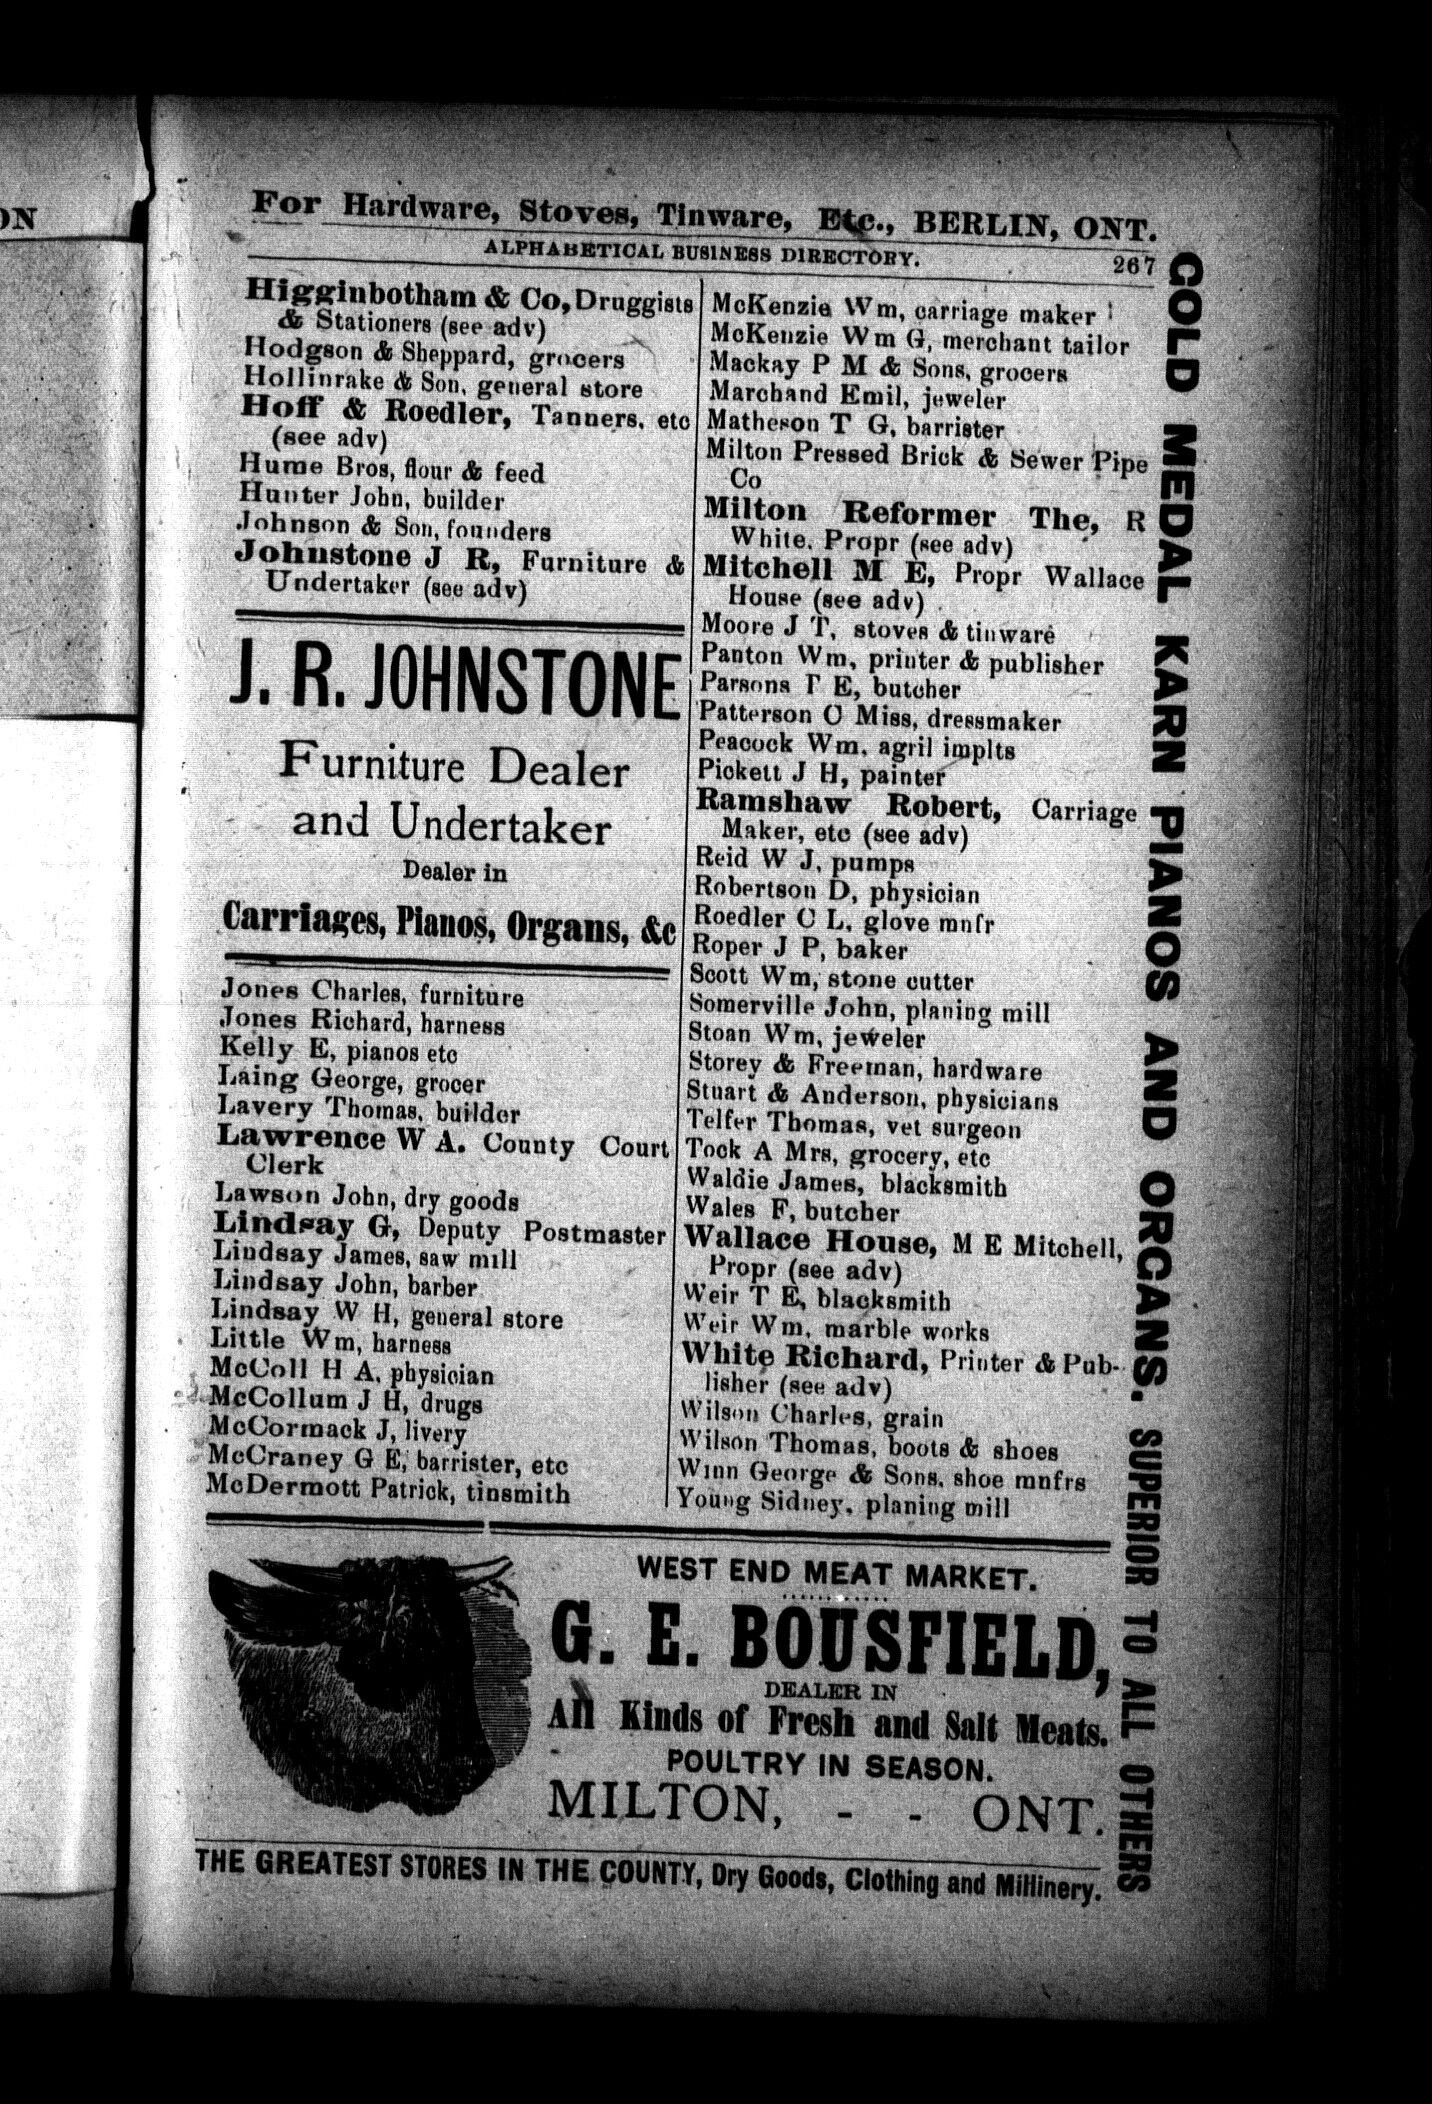 ON
For Hardware, Stoves, Tinware, Etc., BERLIN, ONT.
ALPHABETICAL BUSINESS DIRECTORY. 267
Higginbotham & Co, Druggists
& Stationers (see adv)
Hodgson & Sheppard, grocers
Hollinrake & Son, general store
Hoff & Roedler, Tanners, etc
(see adv)
Hume Bros, flour & feed
Hunter John, builder
Johnson & Son, founders
Johnstone J R, Furniture &
Undertaker (see adv)
J. R. JOHNSTONE
Furniture Dealer
and Undertaker
Dealer in
Carriages, Pianos, Organs, &c
Jones Charles, furniture
Jones Richard, harness
Kelly E, pianos etc
Laing George, grocer
Lavery Thomas, builder
Lawrence W A. County Court
Clerk
Lawson John, dry goods
Lindsay G, Deputy Postmaster
Lindsay James, saw mill
Lindsay John, barber
Lindsay W H, general store
Little Wm, harness
McColl H A, physician
McCollum J H, drugs
McCormack J, livery
McCraney G E, barrister, etc
McDermott Patrick, tinsmith
McKenzie Wm, carriage maker
McKenzie Wm G, merchant tailor
Mackay P M & Sons, grocers
Marchand Emil, jeweler
Matheson T G, barrister
Milton Pressed Brick & Sewer Pipe
Co
Milton Reformer The, R
White, Propr (see adv)
Mitchell M E, Propr Wallace
House (see adv)
Moore J T, stoves & tinware
Panton Wm, printer & publisher
Parsons T E, butcher
Patterson C Miss, dressmaker
Peacock Wm, agril implts
Pickett J H, painter
Ramshaw Robert, Carriage
Maker, etc (see adv)
Reid W J, pumps
Robertson D, physician
Roedler C L, glove mnfr
Roper J P, baker
Scott Wm, stone cutter
Somerville John, planing mill
Stoan Wm, jeweler
Storey & Freeman, hardware
Stuart & Anderson, physicians
Telfer Thomas, vet surgeon
Tock A Mrs, grocery, etc
Waldie James, blacksmith
Wales F, butcher
Wallace House, M E Mitchell,
Propr (see adv)
Weir T E, blacksmith
Weir Wm, marble works
White Richard, Printer & Pub-
lisher (see adv)
Wilson Charles, grain
Wilson Thomas, boots & shoes
Winn George & Sons, shoe mnfrs
Young Sidney, planing mill
WEST END MEAT MARKET.
G. E. BOUSFIELD,
DEALER IN
All Kinds of Fresh and Salt Meats.
POULTRY IN SEASON.
MILTON, - - ONT.
THE GREATEST STORES IN THE COUNTY, Dry Goods, Clothing and Millinery.
GOLD MEDAL KARN PIANOS AND ORGANS. SUPERIOR TO ALL OTHERS